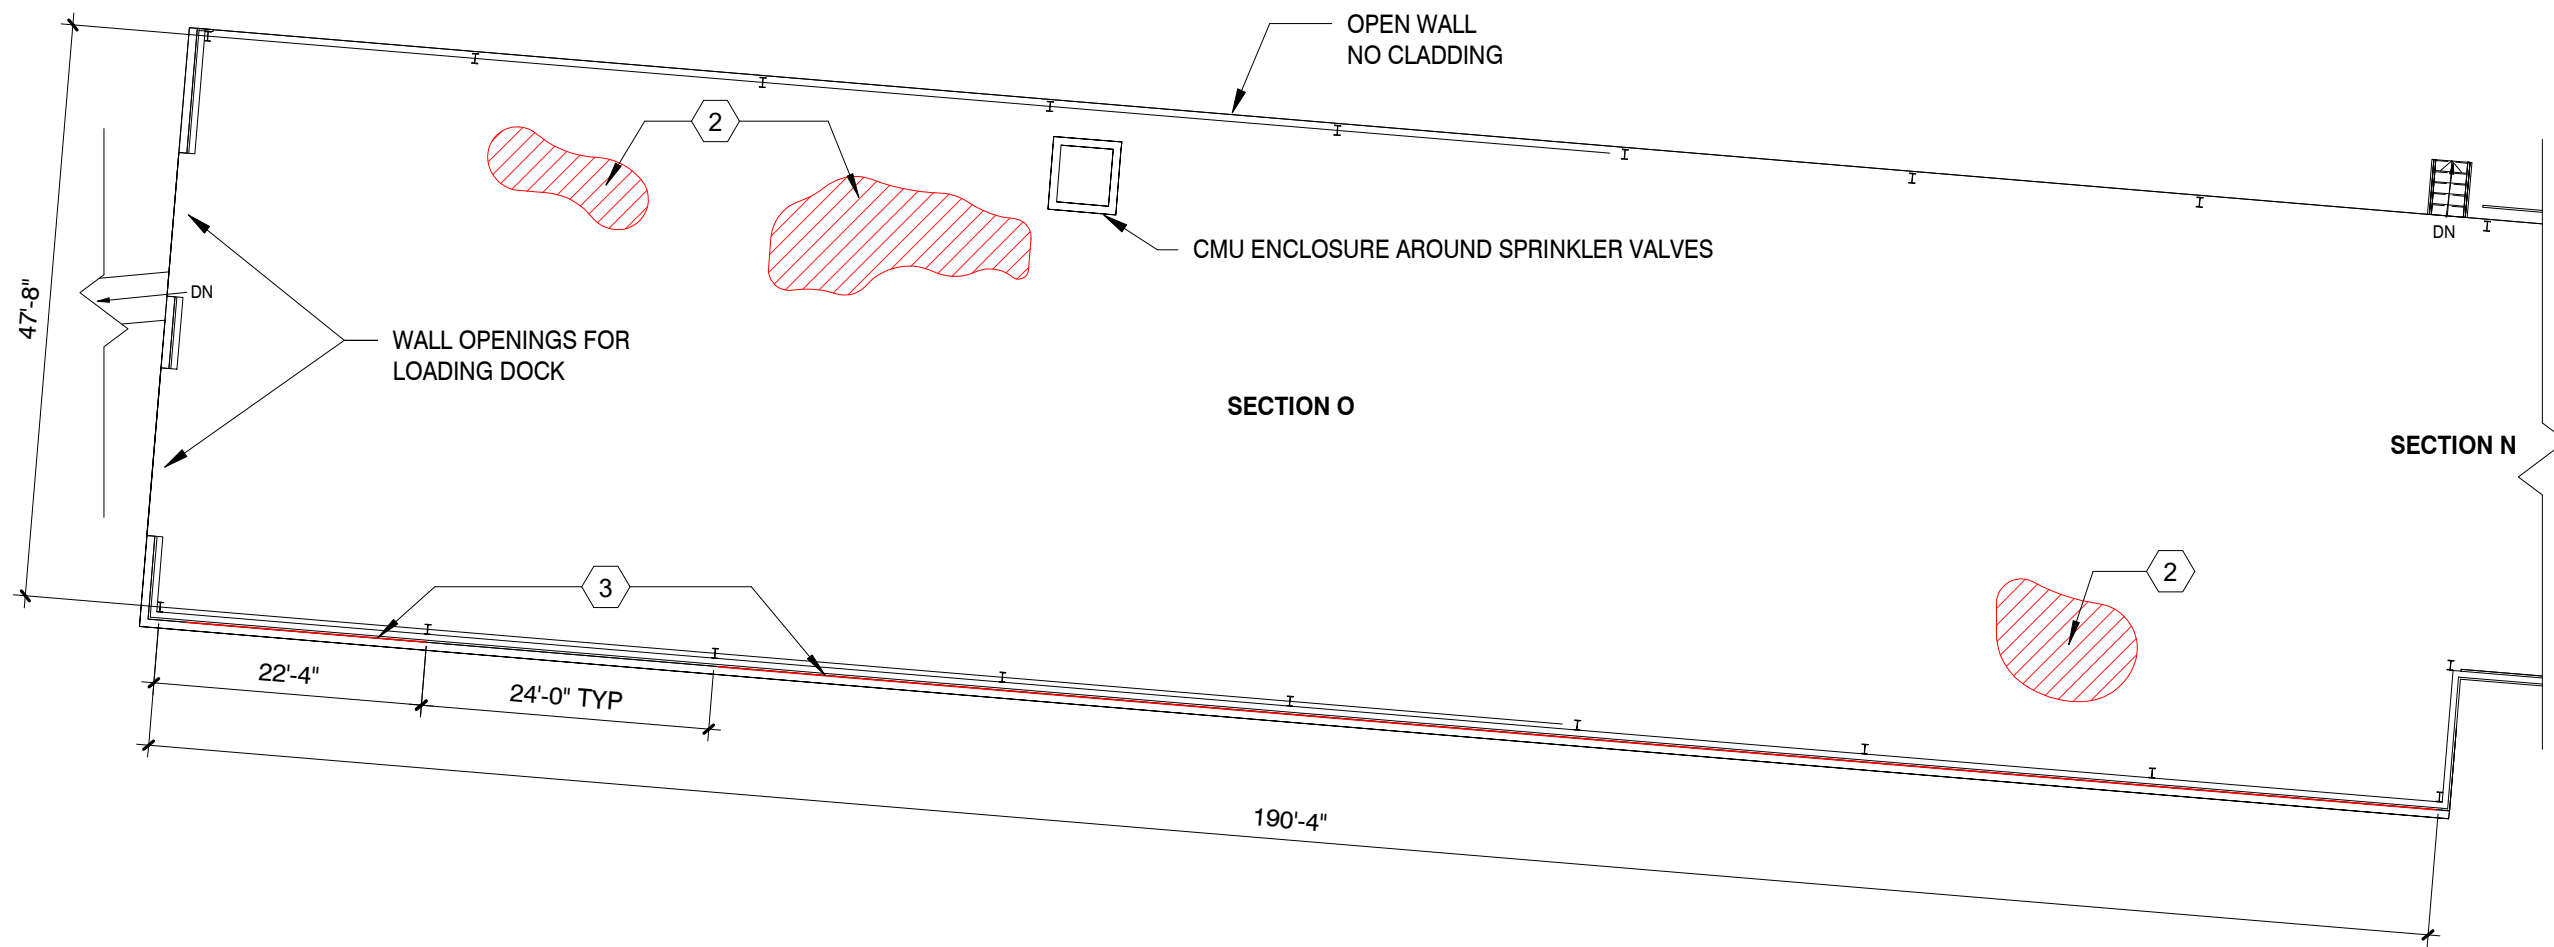 OPEN WALL
NO CLADDING
2
CMU ENCLOSURE AROUND SPRINKLER VALVES
DN
47'-8"
DN
WALL OPENINGS FOR
LOADING DOCK
SECTION O
SECTION N
3
2
22'-4"
24'-0" TYP
190'-4"